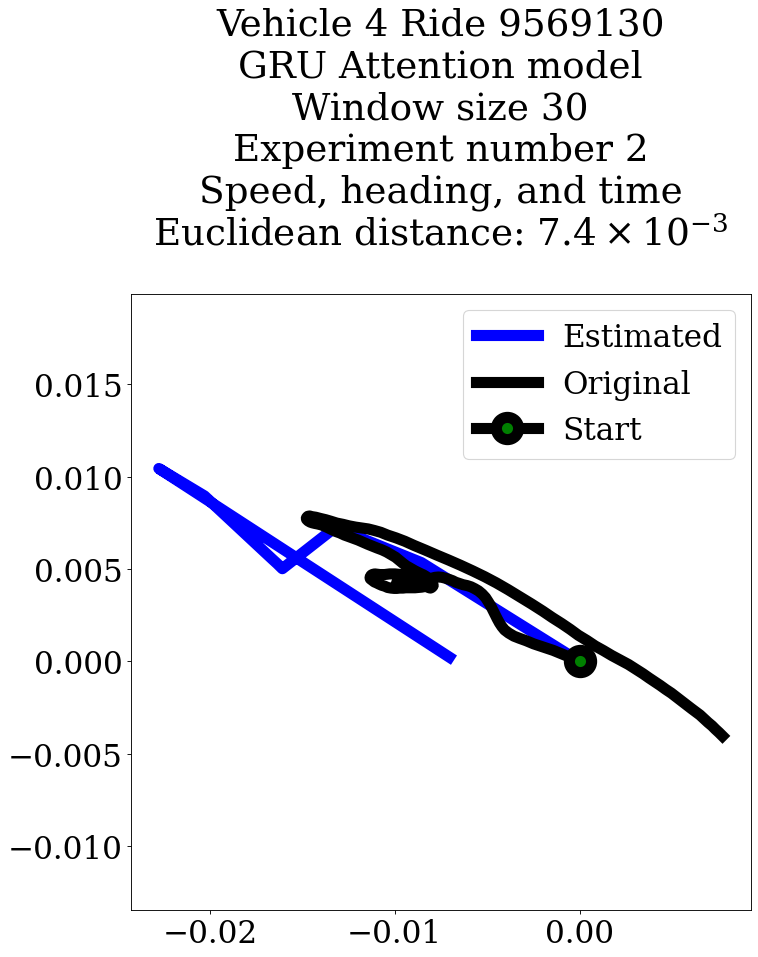 Vehicle 4 Ride 9569130
GRU Attention model
Window size 30
Experiment number 2
Speed, heading, and time
Euclidean distance: 7.4 × 10⁻³
Estimated
Original
Start
0.015
0.010
0.005
0.000
−0.005
−0.010
−0.02 −0.01 0.00